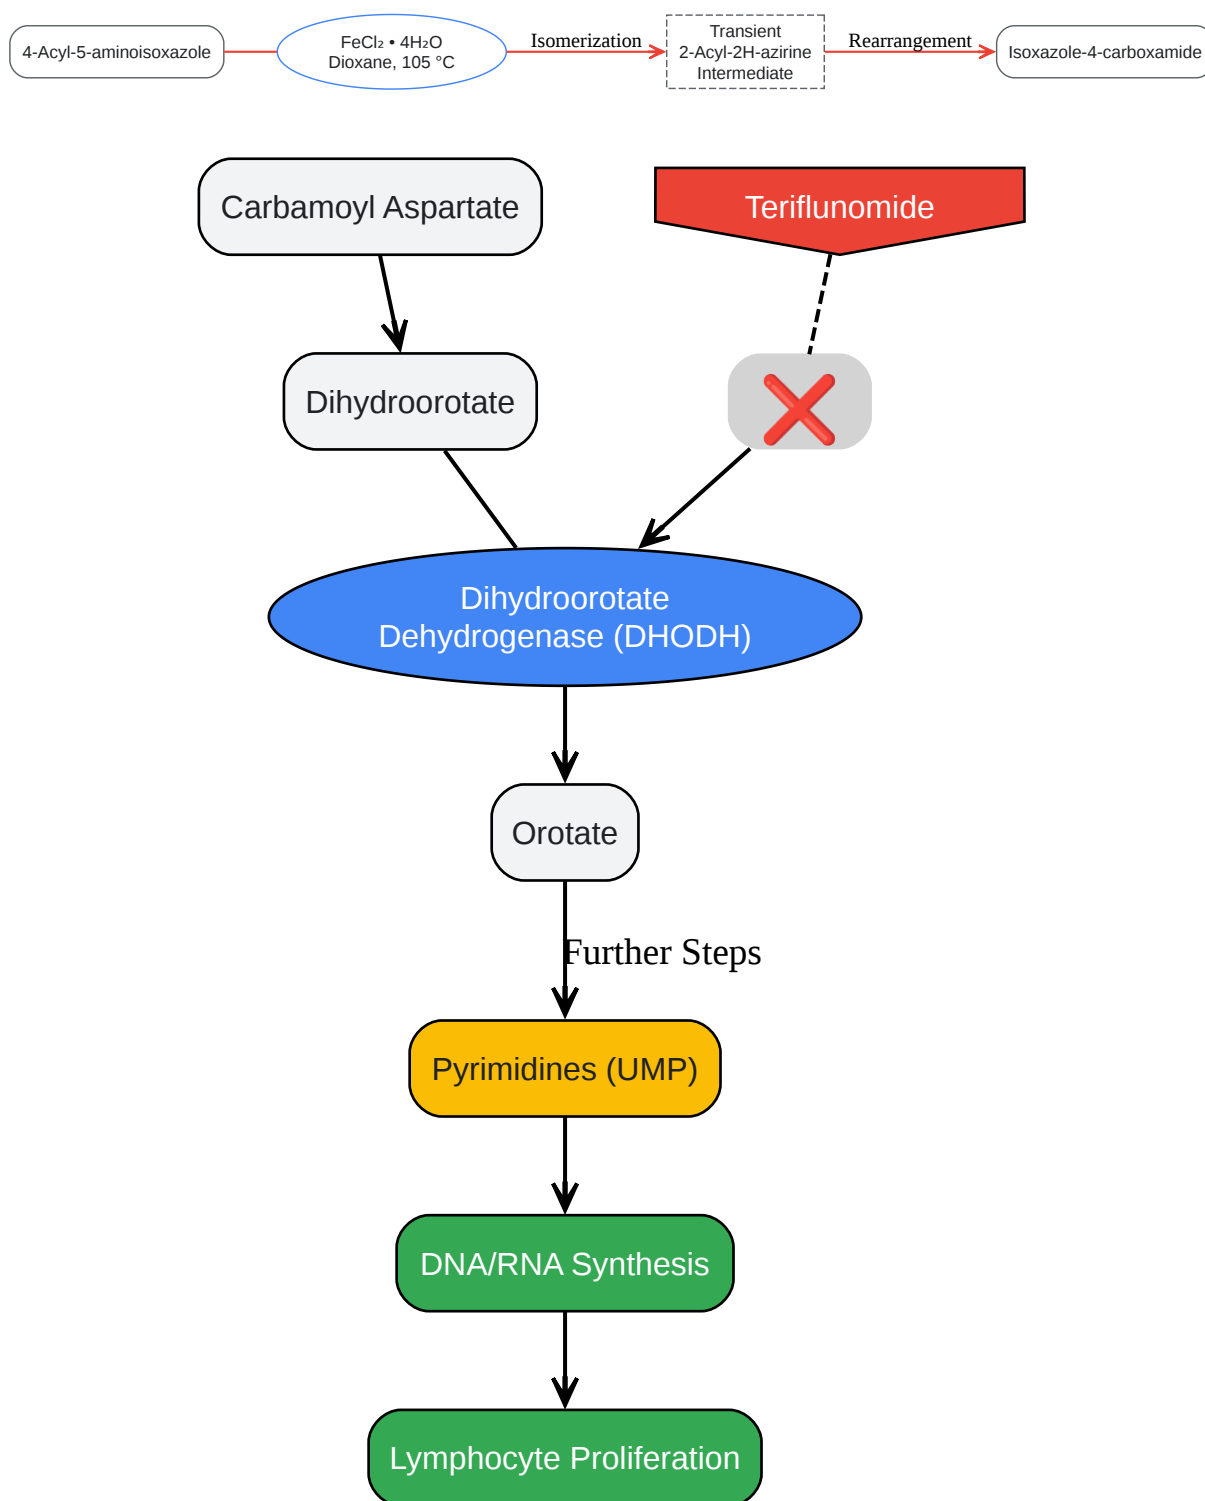 4-Acyl-5-aminoisoxazole
FeCl₂ • 4H₂O
Dioxane, 105 °C
Isomerization
Transient
2-Acyl-2H-azirine
Intermediate
Rearrangement
Isoxazole-4-carboxamide
Carbamoyl Aspartate
Teriflunomide
Dihydroorotate
Dihydroorotate
Dehydrogenase (DHODH)
Orotate
Further Steps
Pyrimidines (UMP)
DNA/RNA Synthesis
Lymphocyte Proliferation